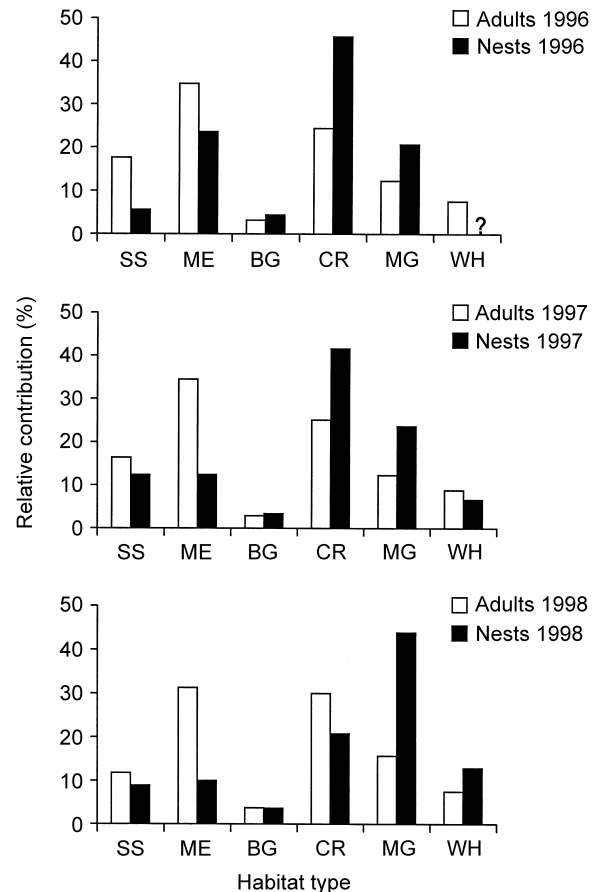 Relative contribution (%)
50
40
30
20
10
0
Adults 1996
Nests 1996
?
SS ME BG CR MG WH
50
40
30
20
10
0
Adults 1997
Nests 1997
SS ME BG CR MG WH
50
40
30
20
10
0
Adults 1998
Nests 1998
SS ME BG CR MG WH
Habitat type